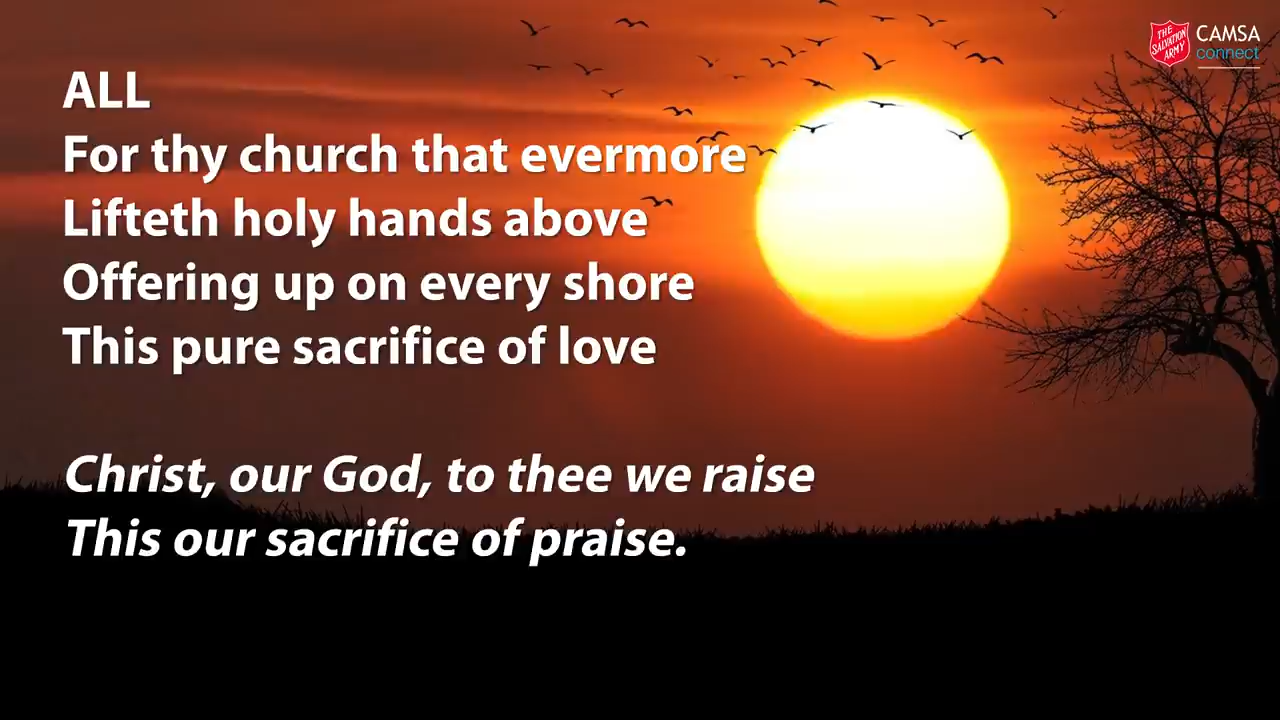 THE
SALVATION
ARMY
CAMSA
connect
ALL
For thy church that evermore
Lifteth holy hands above
Offering up on every shore
This pure sacrifice of love
Christ, our God, to thee we raise
This our sacrifice of praise.